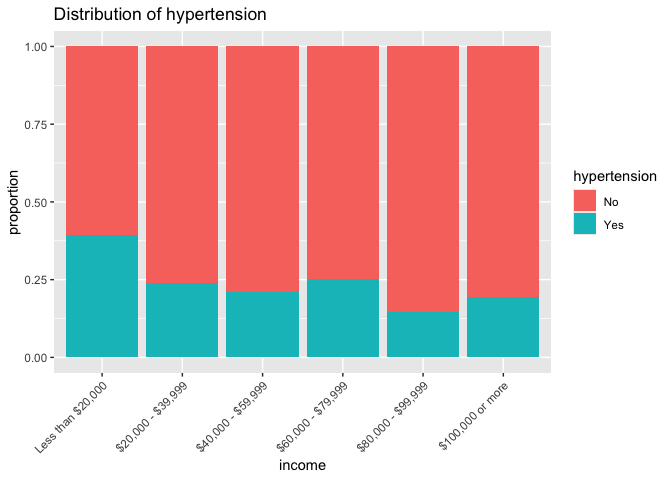 Distribution of hypertension
1.00
0.75
0.50
0.25
0.00
proportion
Less than $20,000
$20,000 - $39,999
$40,000 - $59,999
$60,000 - $79,999
$80,000 - $99,999
$100,000 or more
income
hypertension
No
Yes